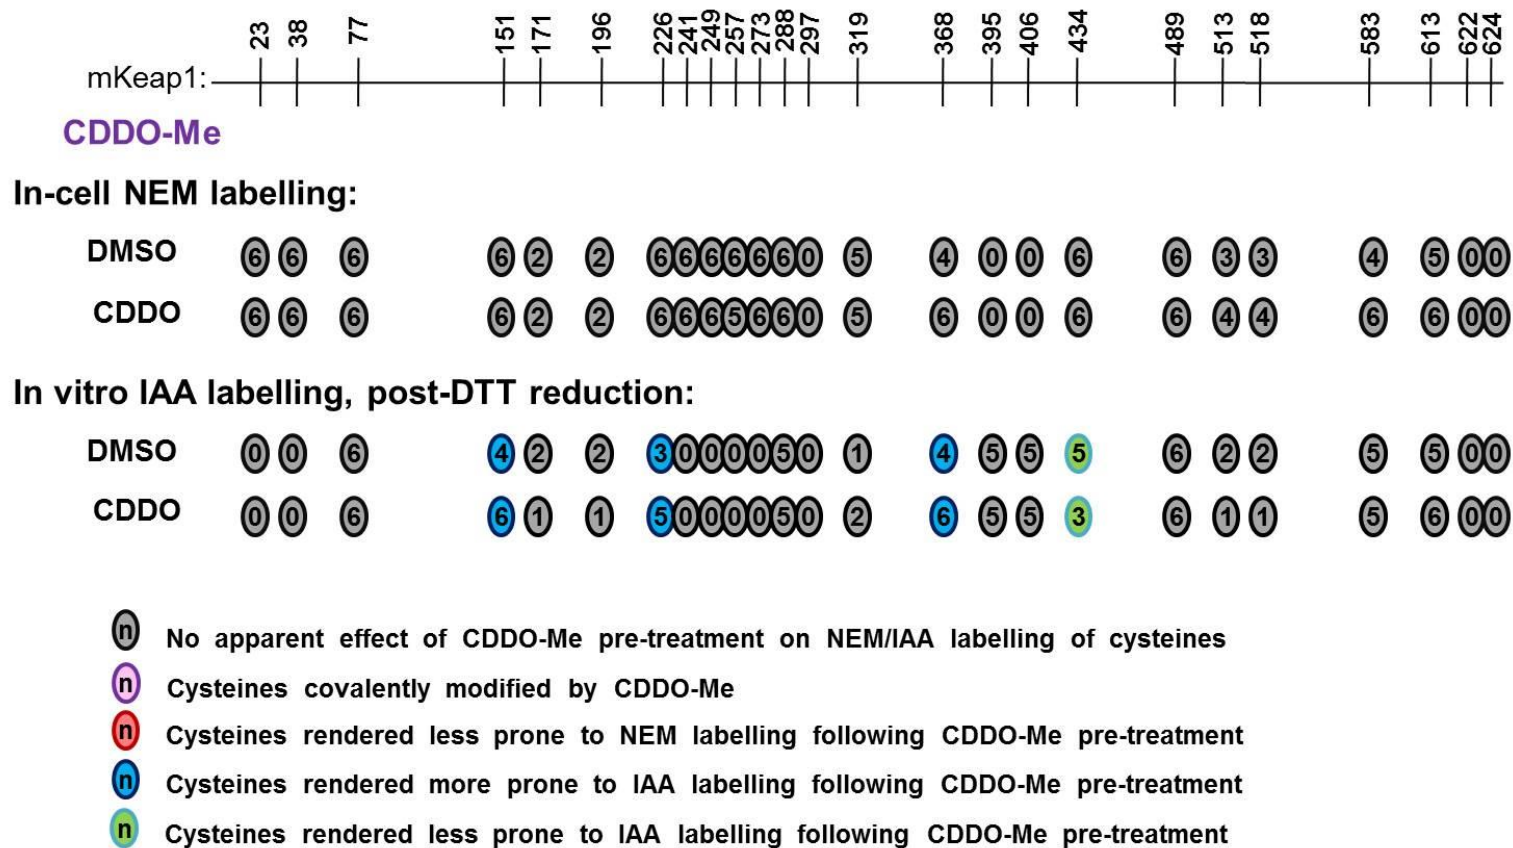 23 38 77 151 171 196 226 241 249 257 273 288 297 319 368 395 406 434 489 513 518 583 613 622 624
mKeap1:
CDDO-Me
In-cell NEM labelling:
DMSO 6 6 6 6 2 2 6 6 6 6 6 6 0 5 4 0 0 6 6 3 3 4 5 0 0
CDDO 6 6 6 6 2 2 6 6 6 5 6 6 0 5 6 0 0 6 6 4 4 6 6 0 0
In vitro IAA labelling, post-DTT reduction:
DMSO 0 0 6 4 2 2 3 0 0 0 0 5 0 1 4 5 5 5 6 2 2 5 5 0 0
CDDO 0 0 6 6 1 1 5 0 0 0 0 5 0 2 6 5 5 3 6 1 1 5 6 0 0
n No apparent effect of CDDO-Me pre-treatment on NEM/IAA labelling of cysteines
n Cysteines covalently modified by CDDO-Me
n Cysteines rendered less prone to NEM labelling following CDDO-Me pre-treatment
n Cysteines rendered more prone to IAA labelling following CDDO-Me pre-treatment
n Cysteines rendered less prone to IAA labelling following CDDO-Me pre-treatment